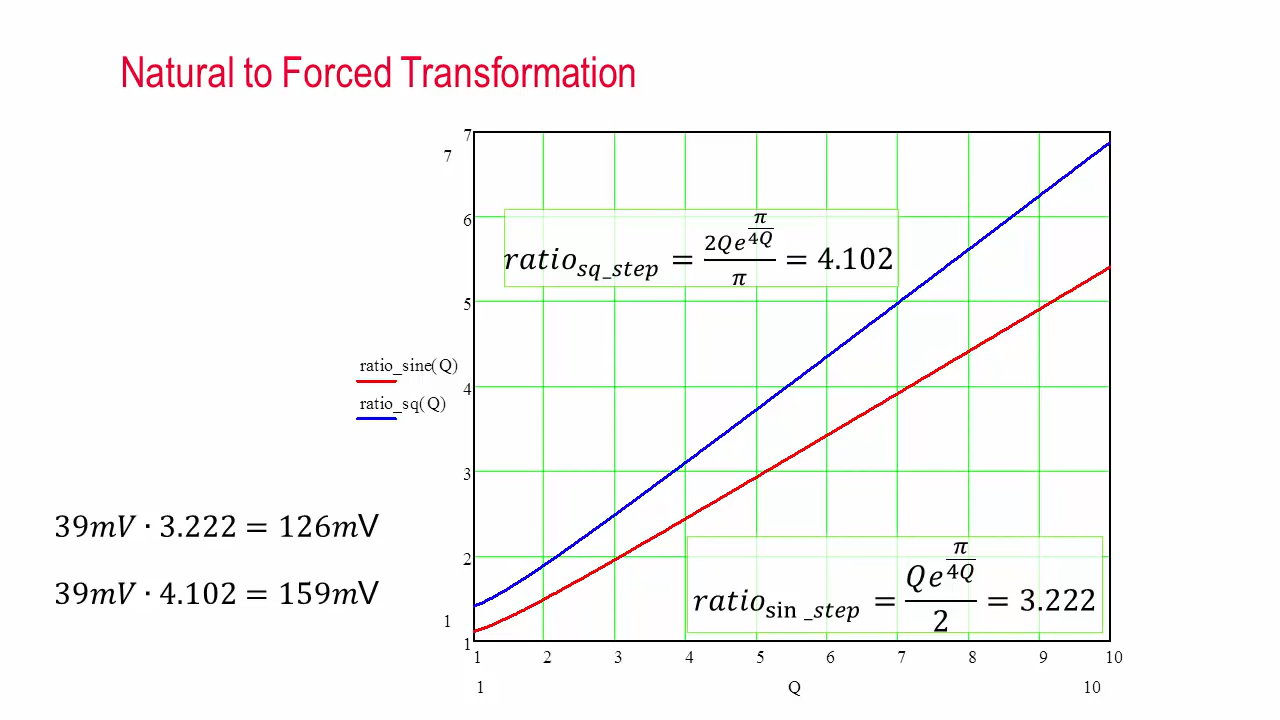 Natural to Forced Transformation
7
7
6
ratio_sq_step = 2Qe^(π/4Q) / π = 4.102
5
ratio_sine(Q)
4
ratio_sq(Q)
3
39mV · 3.222 = 126mV
2
39mV · 4.102 = 159mV
ratio_sin _step = Qe^(π/4Q) / 2 = 3.222
1
1
1 2 3 4 5 6 7 8 9 10
1 Q 10